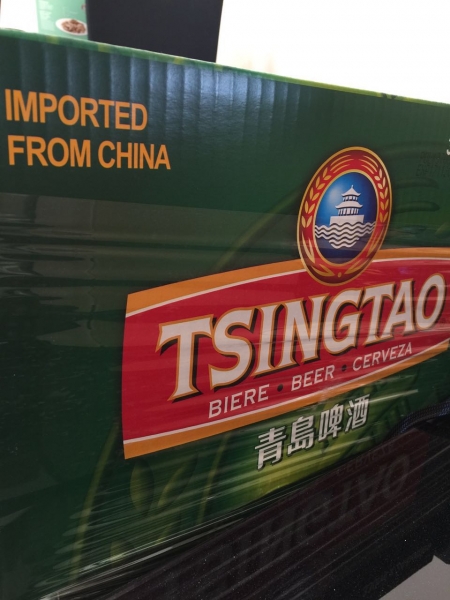 IMPORTED
FROM CHINA
TSINGTAO
BIERE • BEER • CERVEZA
青島啤酒